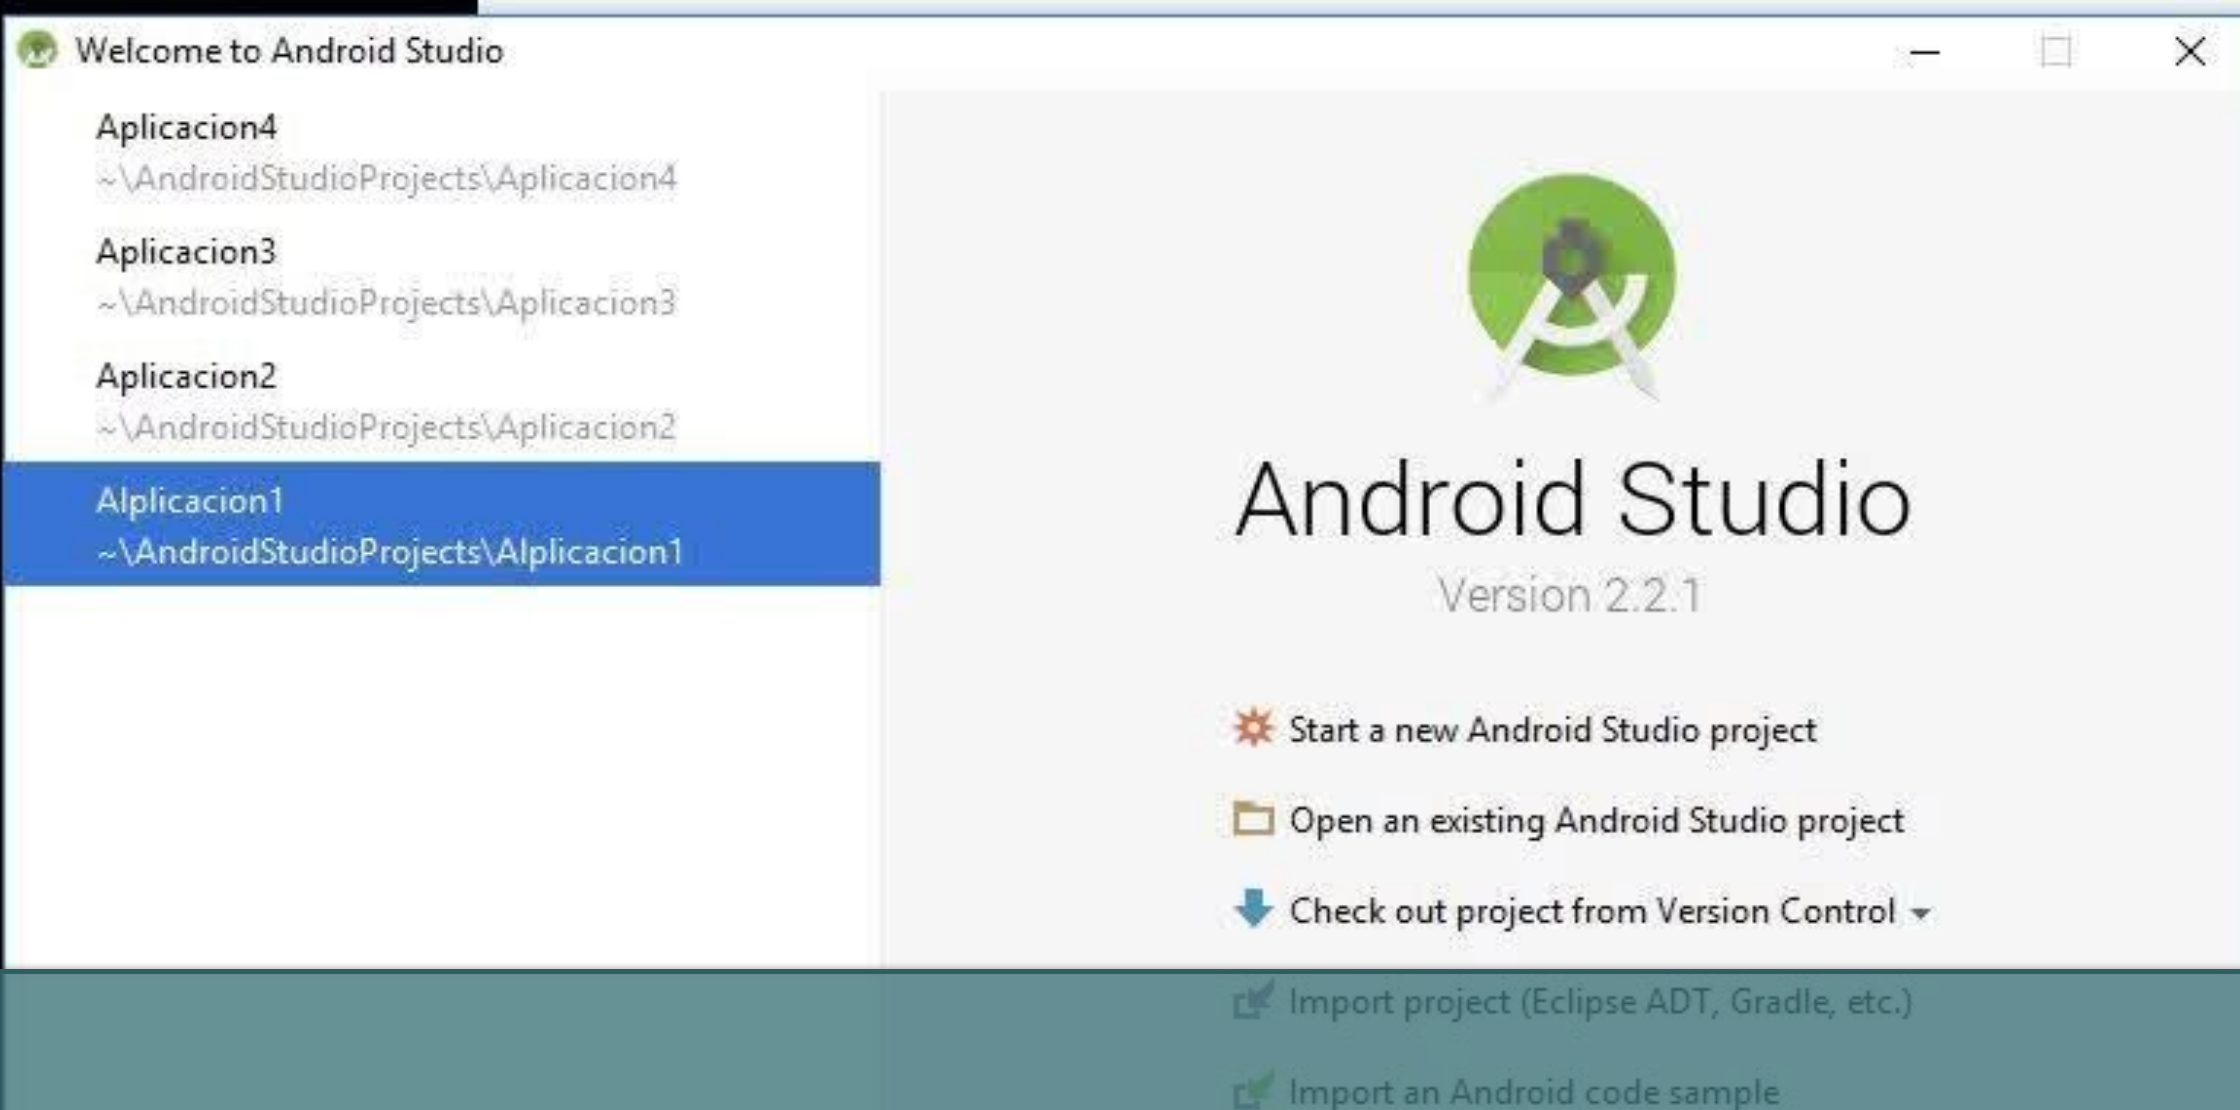 Welcome to Android Studio
Aplicacion4
~\AndroidStudioProjects\Aplicacion4
Aplicacion3
~\AndroidStudioProjects\Aplicacion3
Aplicacion2
~\AndroidStudioProjects\Aplicacion2
Alplicacion1
~\AndroidStudioProjects\Alplicacion1
Android Studio
Version 2.2.1
Start a new Android Studio project
Open an existing Android Studio project
Check out project from Version Control
Import project (Eclipse ADT, Gradle, etc.)
Import an Android code sample